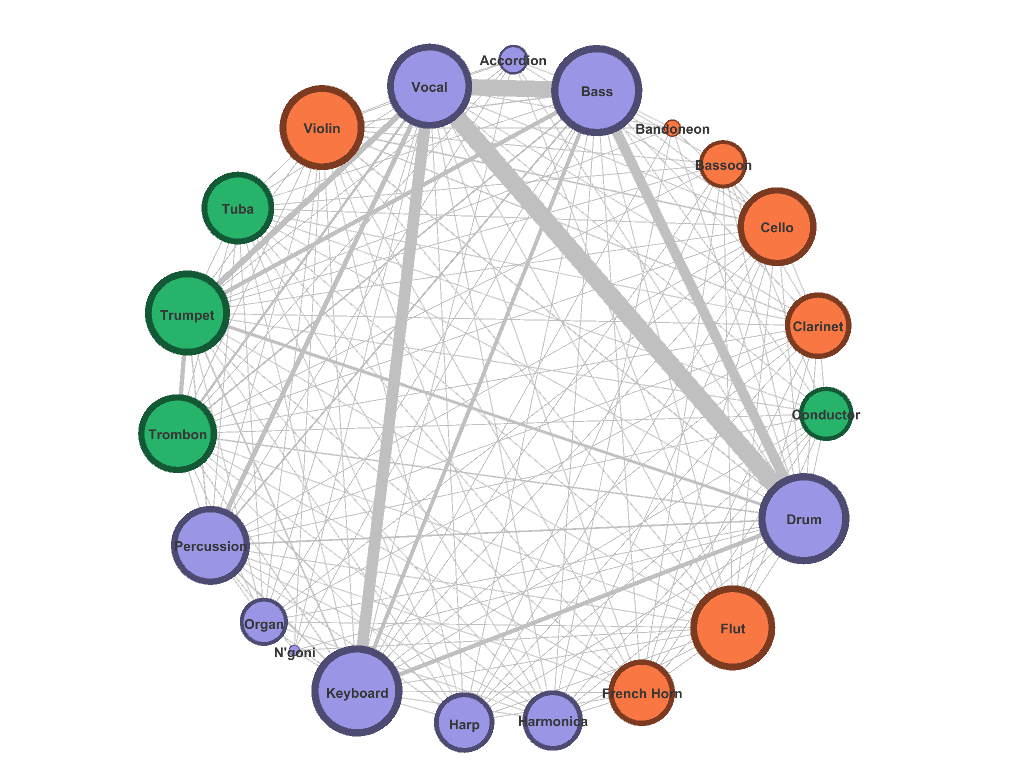 Accordion
Vocal
Bass
Violin
Bandoneon
Bassoon
Tuba
Cello
Trumpet
Clarinet
Conductor
Trombon
Drum
Percussion
Organ
Flut
N'goni
Keyboard
French Horn
Harp
Harmonica